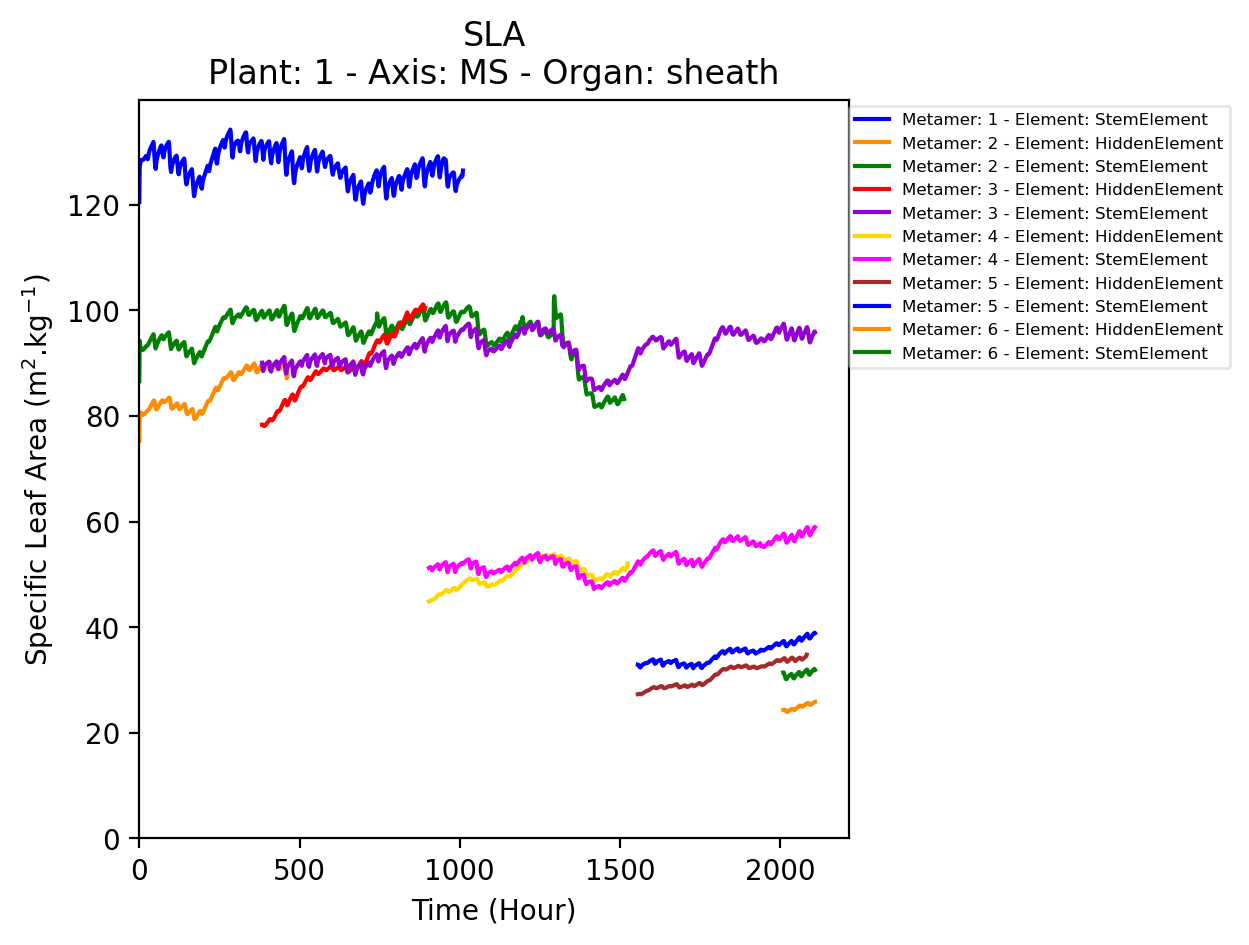 SLA
Plant: 1 - Axis: MS - Organ: sheath
Metamer: 1 - Element: StemElement
Metamer: 2 - Element: HiddenElement
Metamer: 2 - Element: StemElement
Metamer: 3 - Element: HiddenElement
Metamer: 3 - Element: StemElement
Metamer: 4 - Element: HiddenElement
Metamer: 4 - Element: StemElement
Metamer: 5 - Element: HiddenElement
Metamer: 5 - Element: StemElement
Metamer: 6 - Element: HiddenElement
Metamer: 6 - Element: StemElement
Specific Leaf Area (m².kg⁻¹)
120
100
80
60
40
20
0
0 500 1000 1500 2000
Time (Hour)